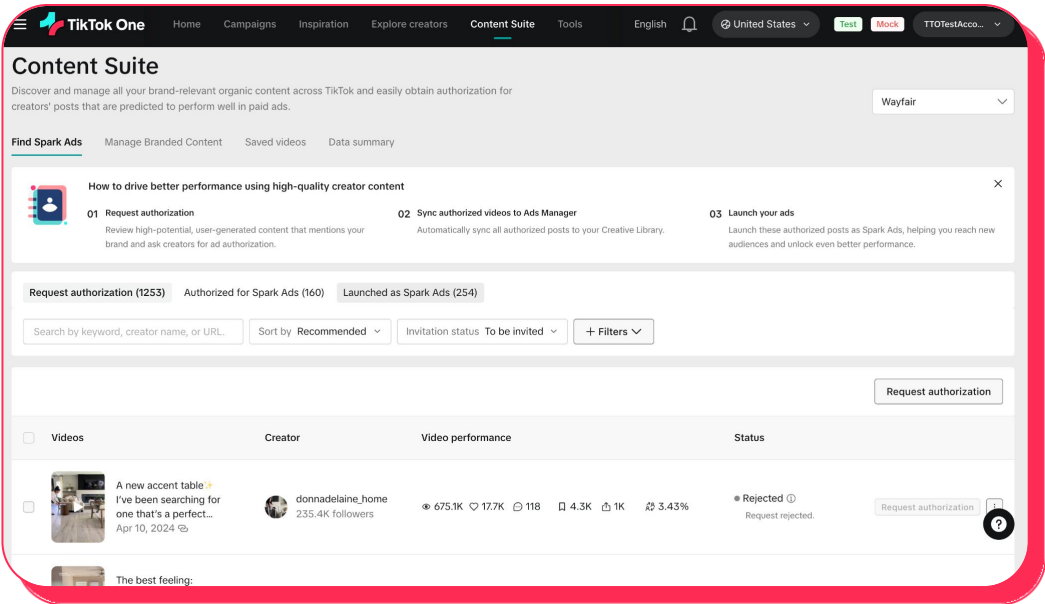 TikTok One
Home
Campaigns
Inspiration
Explore creators
Content Suite
Tools
English
United States
Test
Mock
TTOTestAcco...
Content Suite
Discover and manage all your brand-relevant organic content across TikTok and easily obtain authorization for
creators' posts that are predicted to perform well in paid ads.
Wayfair
Find Spark Ads
Manage Branded Content
Saved videos
Data summary
How to drive better performance using high-quality creator content
01 Request authorization
Review high-potential, user-generated content that mentions your
brand and ask creators for ad authorization.
02 Sync authorized videos to Ads Manager
Automatically sync all authorized posts to your Creative Library.
03 Launch your ads
Launch these authorized posts as Spark Ads, helping you reach new
audiences and unlock even better performance.
Request authorization (1253)
Authorized for Spark Ads (160)
Launched as Spark Ads (254)
Search by keyword, creator name, or URL.
Sort by Recommended
Invitation status To be invited
+ Filters
Request authorization
Videos
Creator
Video performance
Status
A new accent table✨
I've been searching for
one that's a perfect...
Apr 10, 2024
donnadelaine_home
235.4K followers
675.1K 17.7K 118 4.3K 1K 3.43%
Rejected
Request rejected.
Request authorization
?
The best feeling: